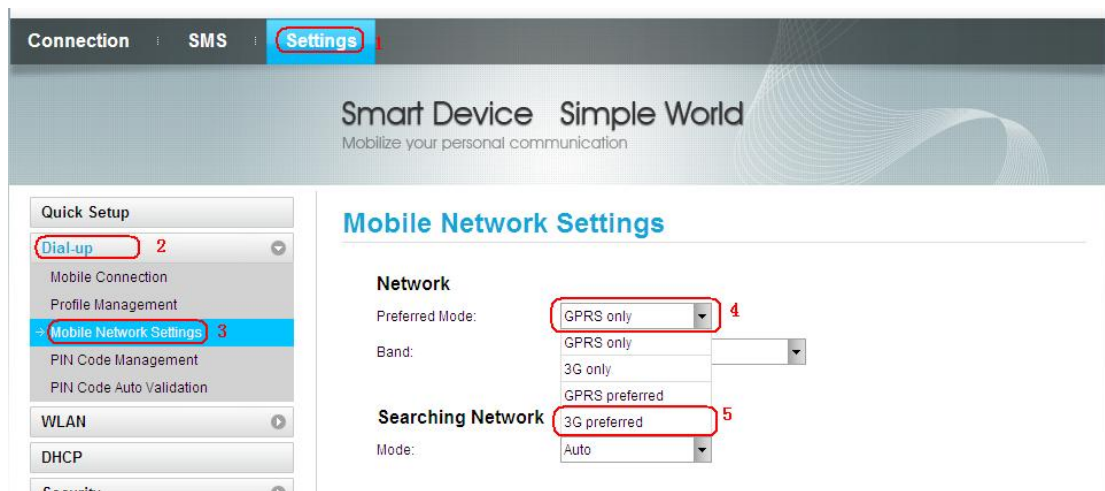 Connection SMS Settings 1
Smart Device Simple World
Mobilize your personal communication
Quick Setup
Dial-up 2
Mobile Connection
Profile Management
Mobile Network Settings 3
PIN Code Management
PIN Code Auto Validation
WLAN
DHCP
Security
Mobile Network Settings
Network
Preferred Mode: GPRS only 4
GPRS only
Band:
3G only
GPRS preferred
3G preferred 5
Searching Network
Mode: Auto